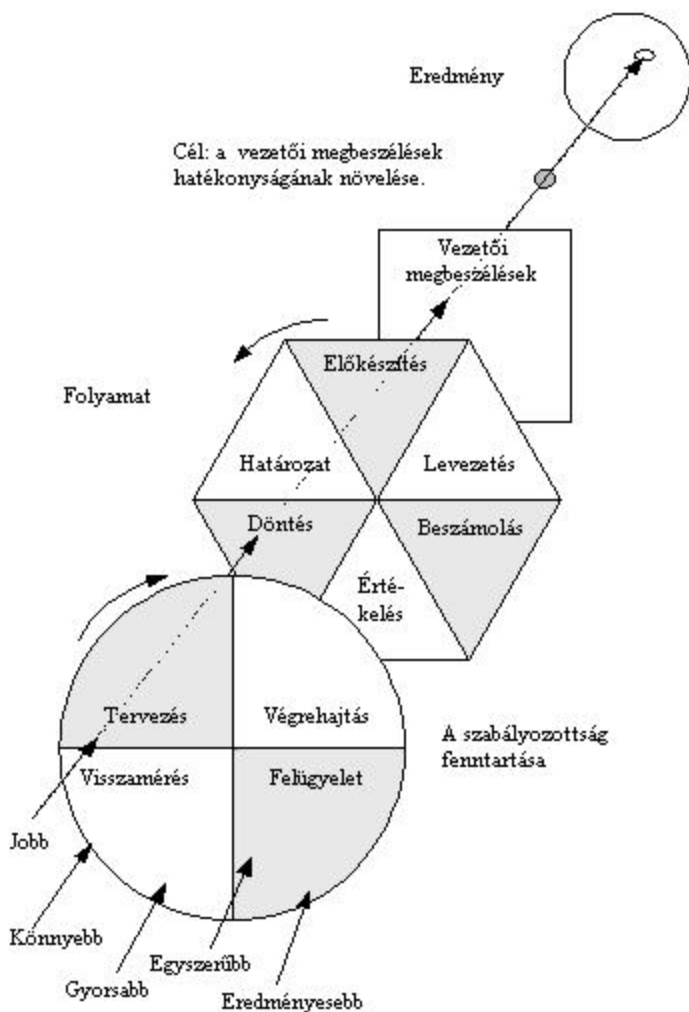 Eredmény
Cél: a vezetői megbeszélések
hatékonyságának növelése.
Vezetői
megbeszélések
Előkészítés
Folyamat
Határozat
Levezetés
Döntés
Beszámolás
Érté-
kelés
Tervezés
Végrehajtás
A szabályozottság
fenntartása
Visszamérés
Felügyelet
Jobb
Könnyebb
Gyorsabb
Egyszerűbb
Eredményesebb